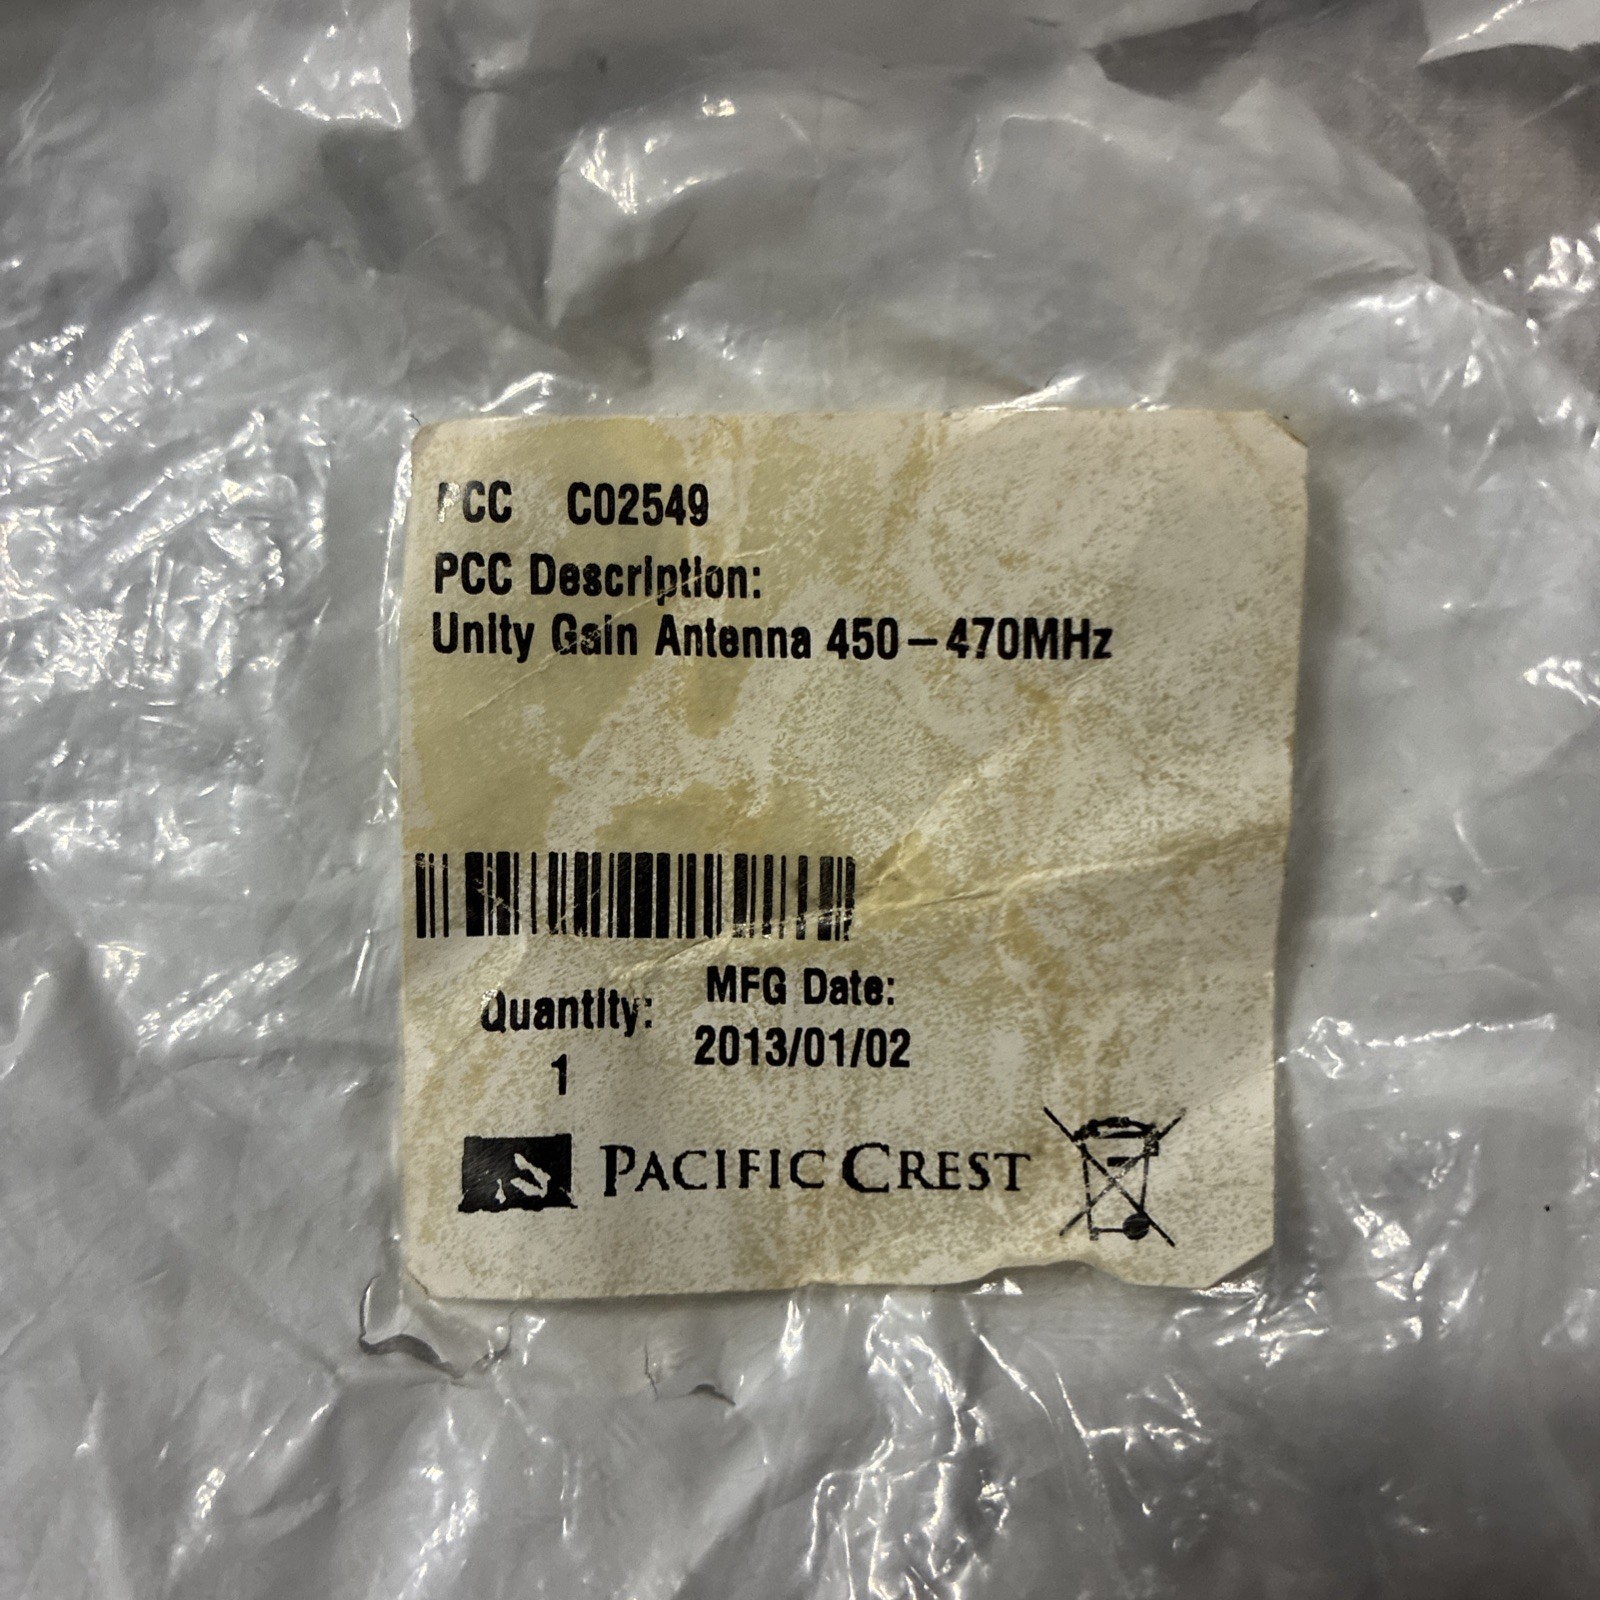 PCC C02549
PCC Description:
Unity Gain Antenna 450-470MHz
Quantity:
1
MFG Date:
2013/01/02
PACIFIC CREST